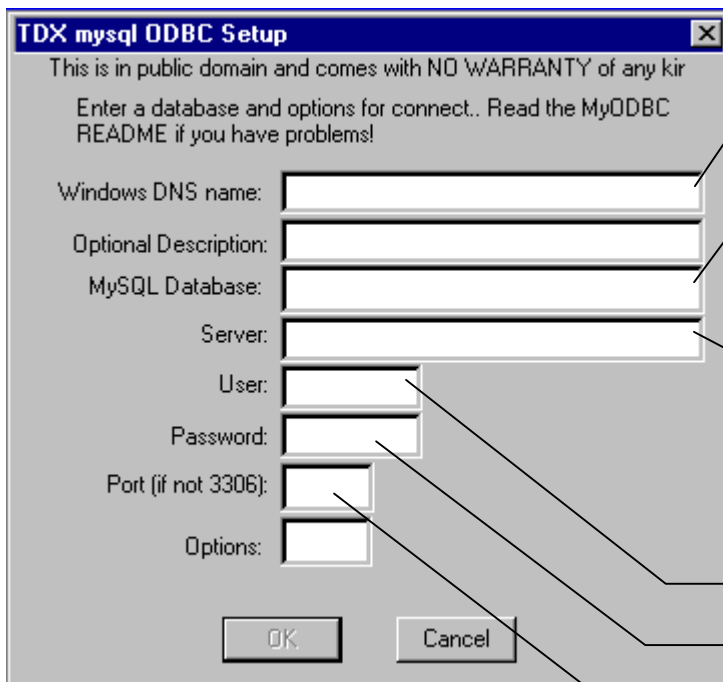 TDX mysql ODBC Setup
This is in public domain and comes with NO WARRANTY of any kir
Enter a database and options for connect.. Read the MyODBC
README if you have problems!
Windows DNS name:
Optional Description:
MySQL Database:
Server:
User:
Password:
Port (if not 3306):
Options:
OK
Cancel